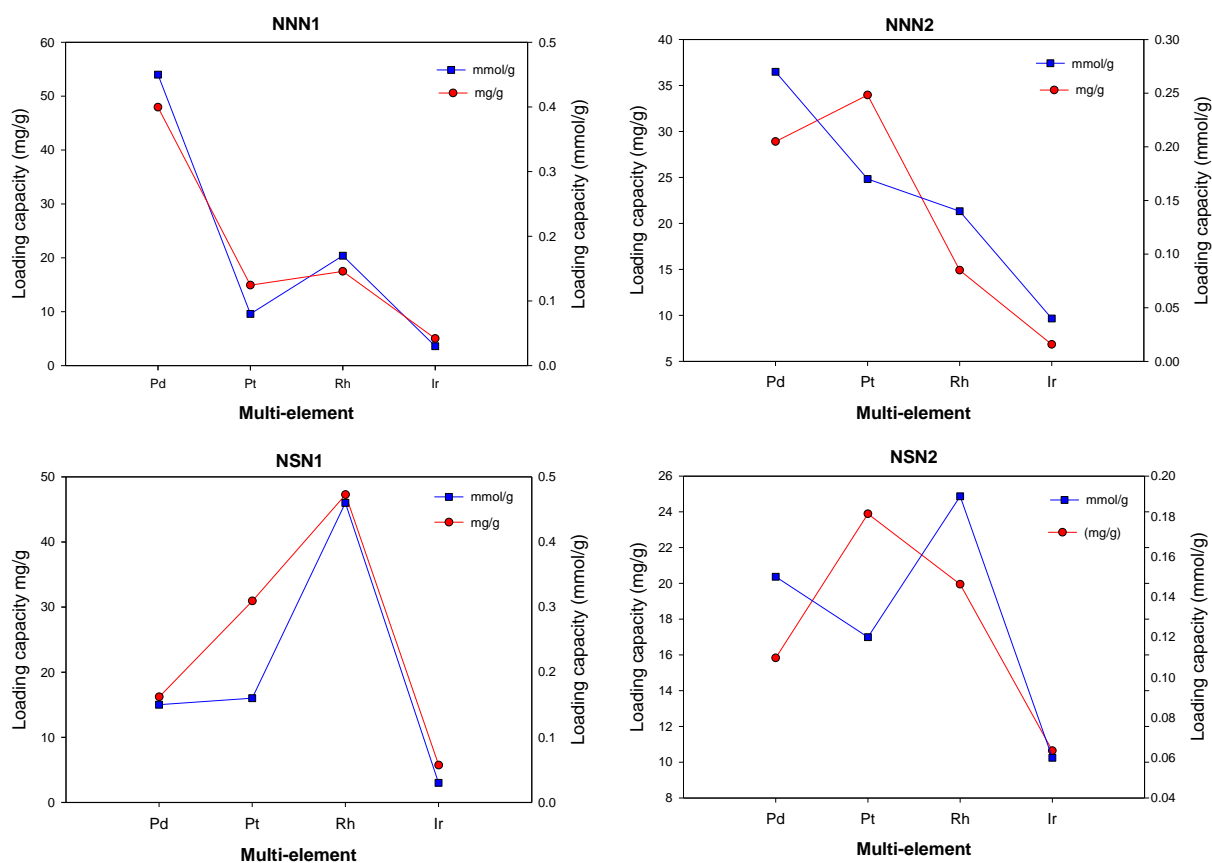 NNN1
60
50
40
30
20
10
0
Loading capacity (mg/g)
0.5
0.4
0.3
0.2
0.1
0.0
Loading capacity (mmol/g)
mmol/g
mg/g
Pd Pt Rh Ir
Multi-element
NNN2
40
35
30
25
20
15
10
5
Loading capacity (mg/g)
0.30
0.25
0.20
0.15
0.10
0.05
0.00
Loading capacity (mmol/g)
mmol/g
mg/g
Pd Pt Rh Ir
Multi-element
NSN1
50
40
30
20
10
0
Loading capacity mg/g
0.5
0.4
0.3
0.2
0.1
0.0
Loading capacity (mmol/g)
mmol/g
mg/g
Pd Pt Rh Ir
Multi-element
NSN2
26
24
22
20
18
16
14
12
10
8
Loading capacity (mg/g)
0.20
0.18
0.16
0.14
0.12
0.10
0.08
0.06
0.04
Loading capacity (mmol/g)
mmol/g
(mg/g)
Pd Pt Rh Ir
Multi-element